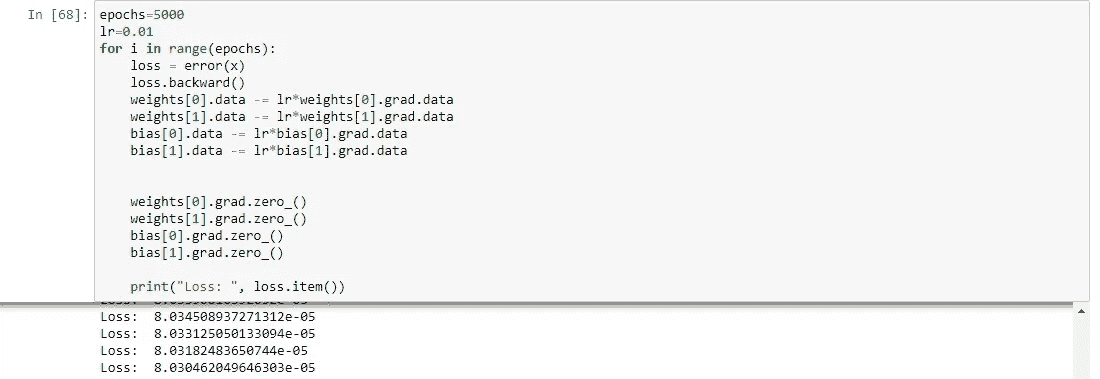 In [68]: epochs=5000
lr=0.01
for i in range(epochs):
    loss = error(x)
    loss.backward()
    weights[0].data -= lr*weights[0].grad.data
    weights[1].data -= lr*weights[1].grad.data
    bias[0].data -= lr*bias[0].grad.data
    bias[1].data -= lr*bias[1].grad.data
    weights[0].grad.zero_()
    weights[1].grad.zero_()
    bias[0].grad.zero_()
    bias[1].grad.zero_()
    print("Loss: ", loss.item())
Loss:  8.034508937271312e-05
Loss:  8.033125050133094e-05
Loss:  8.03182483650744e-05
Loss:  8.030462049646303e-05